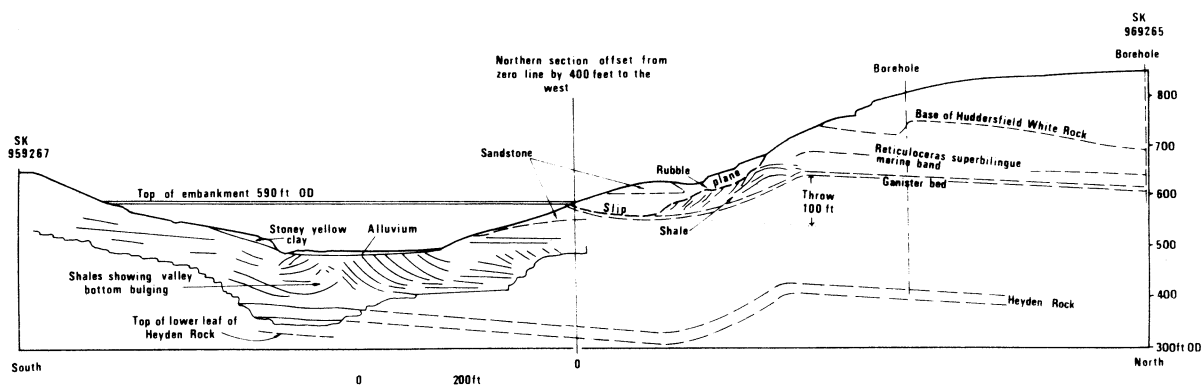 SK
969265
Borehole
Borehole
Northern section offset from
zero line by 400 feet to the
west
800
Base of Huddersfield White Rock
SK
959267
Sandstone
Rubble
plane
Reticuloceras superbilingue
marine band
700
Ganister bed
Top of embankment 590 ft OD
Slip
Throw
100 ft
600
Stoney yellow
clay
Alluvium
Shale
500
Shales showing valley
bottom bulging
400
Heyden Rock
Top of lower leaf of
Heyden Rock
300ft OD
South
0
North
0 200ft